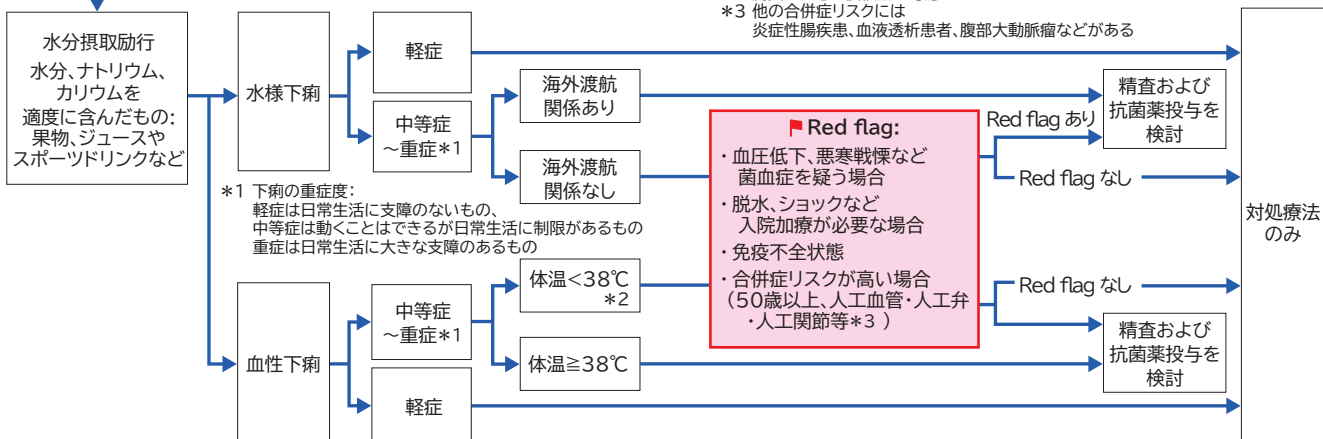 *3 他の合併症リスクには
炎症性腸疾患、血液透析患者、腹部大動脈瘤などがある
水分摂取励行
水分、ナトリウム、
カリウムを
適度に含んだもの:
果物、ジュースや
スポーツドリンクなど
水様下痢
軽症
中等症
～重症*1
海外渡航
関係あり
海外渡航
関係なし
*1 下痢の重症度:
軽症は日常生活に支障のないもの、
中等症は動くことはできるが日常生活に制限があるもの
重症は日常生活に大きな支障のあるもの
Red flag:
・血圧低下、悪寒戦慄など
菌血症を疑う場合
・脱水、ショックなど
入院加療が必要な場合
・免疫不全状態
・合併症リスクが高い場合
(50歳以上、人工血管・人工弁
・人工関節等*3 )
Red flag あり
精査および
抗菌薬投与を
検討
Red flag なし
対処療法
のみ
血性下痢
中等症
～重症*1
軽症
体温<38℃
*2
体温≧38℃
Red flag なし
精査および
抗菌薬投与を
検討